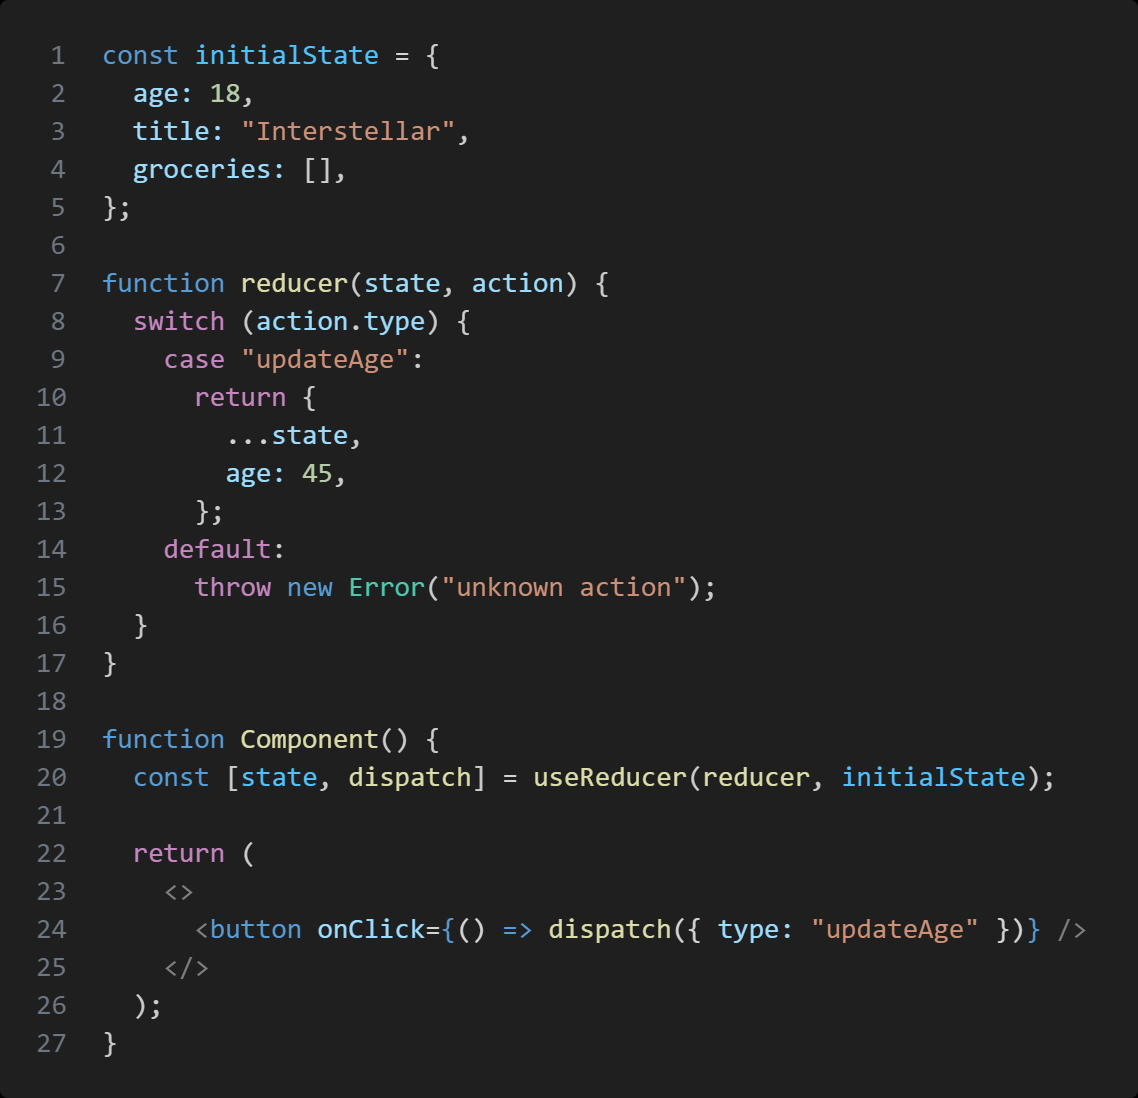 1 const initialState = {
2   age: 18,
3   title: "Interstellar",
4   groceries: [],
5 };
6
7 function reducer(state, action) {
8   switch (action.type) {
9     case "updateAge":
10       return {
11         ...state,
12         age: 45,
13       };
14     default:
15       throw new Error("unknown action");
16   }
17 }
18
19 function Component() {
20   const [state, dispatch] = useReducer(reducer, initialState);
21
22   return (
23     <>
24       <button onClick={() => dispatch({ type: "updateAge" })} />
25     </>
26   );
27 }